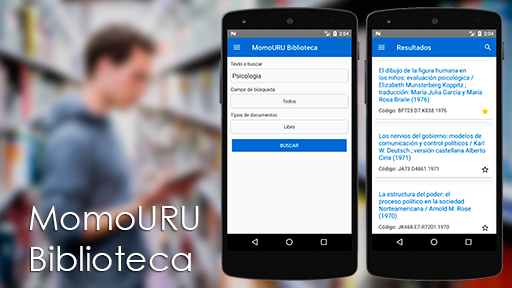 MomoURU
Biblioteca
2:04
MomoURU Biblioteca
Texto a buscar
Psicología
Campo de búsqueda
Todos
Tipos de documentos
Libro
BUSCAR
2:04
Resultados
El dibujo de la figura humana en
los niños: evaluación psicológica /
Elizabeth Munsterberg Koppitz ;
traducción: María Julia García y María
Rosa Braile (1976)
Código: BF723.D7.K838.1976
Los nervios del gobierno: modelos de
comunicación y control políticos / Karl
W. Deutsch ; versión castellana Alberto
Ciria (1971)
Código: JA73.D4861.1971
La estructura del poder: el
proceso político en la sociedad
Norteamericana / Arnold M. Rose
(1970)
Código: JK468.E7.R7201.1970